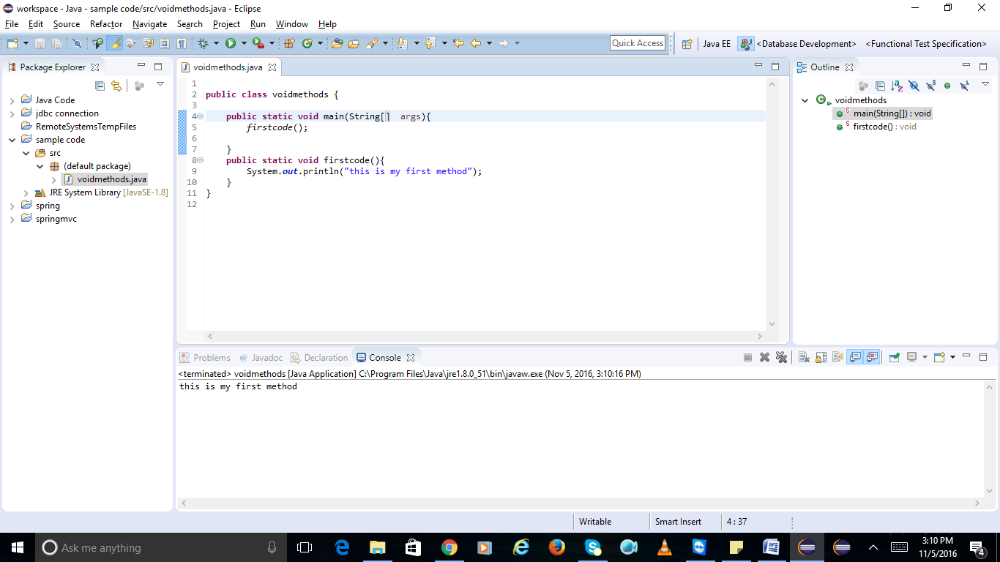 workspace - Java - sample code/src/voidmethods.java - Eclipse
File Edit Source Refactor Navigate Search Project Run Window Help
Quick Access
Java EE
<Database Development>
<Functional Test Specification>
Package Explorer
Java Code
jdbc connection
RemoteSystemsTempFiles
sample code
src
(default package)
voidmethods.java
JRE System Library [JavaSE-1.8]
spring
springmvc
voidmethods.java
1
2 public class voidmethods {
3
4 public static void main(String[]  args){
5 firstcode();
6
7 }
8 public static void firstcode(){
9 System.out.println("this is my first method");
10 }
11 }
12
Outline
voidmethods
main(String[]) : void
firstcode() : void
Problems @ Javadoc Declaration Console
<terminated> voidmethods [Java Application] C:\Program Files\Java\jre1.8.0_51\bin\javaw.exe (Nov 5, 2016, 3:10:16 PM)
this is my first method
Writable Smart Insert 4 : 37
Ask me anything
3:10 PM
11/5/2016
4